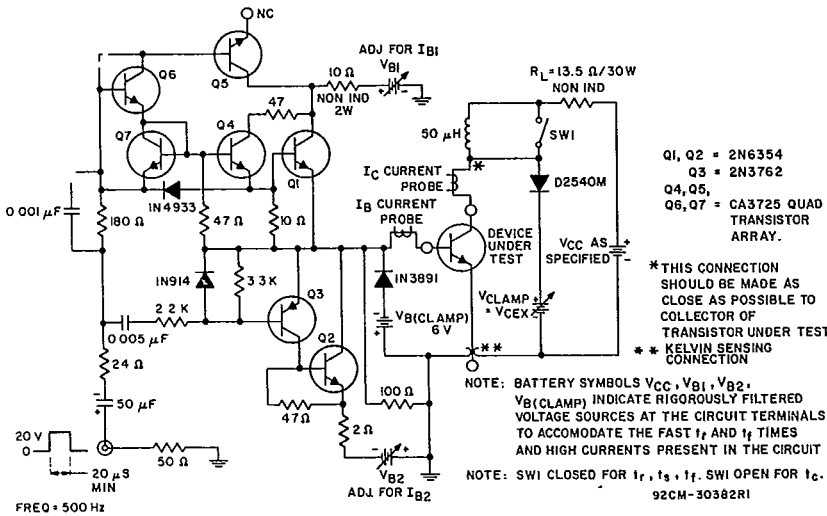 NC
ADJ FOR IB1
VB1
Q6
Q5
10 Ω
NON IND
2W
RL=13.5 Ω/30W
NON IND
47
Q7
Q4
Q1
50 µH
SW1
IC CURRENT
PROBE
*
D2540M
Q1, Q2 = 2N6354
Q3 = 2N3762
Q4,Q5,
Q6,Q7 = CA3725 QUAD
TRANSISTOR
ARRAY.
0 001 µF
180 Ω
1N4933
47 Ω
10 Ω
IB CURRENT
PROBE
DEVICE
UNDER
TEST
VCC AS
SPECIFIED
1N914
3 3 K
Q3
1N3891
VCLAMP
= VCEX
* THIS CONNECTION
SHOULD BE MADE AS
CLOSE AS POSSIBLE TO
COLLECTOR OF
TRANSISTOR UNDER TEST
2 2 K
0 005 µF
Q2
VB(CLAMP)
6 V
**
* * KELVIN SENSING
CONNECTION
24 Ω
50 µF
47 Ω
100 Ω
2 Ω
NOTE: BATTERY SYMBOLS VCC, VB1, VB2,
VB(CLAMP) INDICATE RIGOROUSLY FILTERED
VOLTAGE SOURCES AT THE CIRCUIT TERMINALS
TO ACCOMODATE THE FAST tr AND tf TIMES
AND HIGH CURRENTS PRESENT IN THE CIRCUIT
20 V
0
20 µS
MIN
50 Ω
VB2
ADJ FOR IB2
NOTE: SW1 CLOSED FOR tr, ts, tf. SW1 OPEN FOR tc.
92CM-30382R1
FREQ = 500 Hz